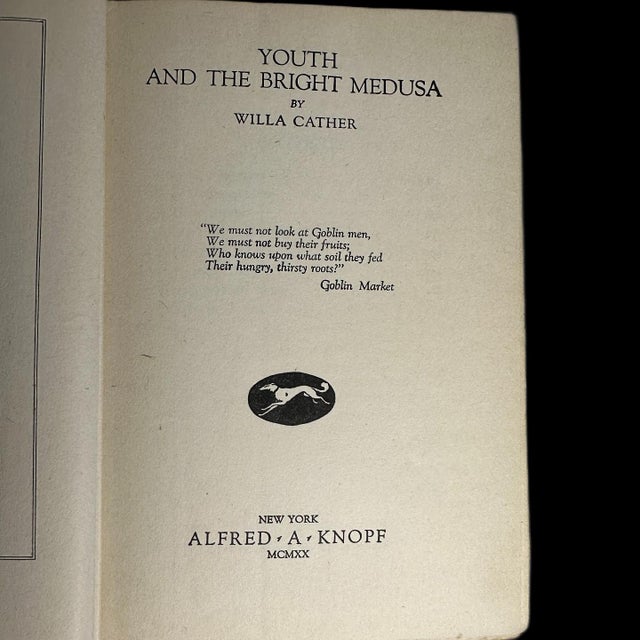 YOUTH
AND THE BRIGHT MEDUSA
BY
WILLA CATHER
"We must not look at Goblin men,
We must not buy their fruits;
Who knows upon what soil they fed
Their hungry, thirsty roots?"
Goblin Market
NEW YORK
ALFRED · A · KNOPF
MCMXX